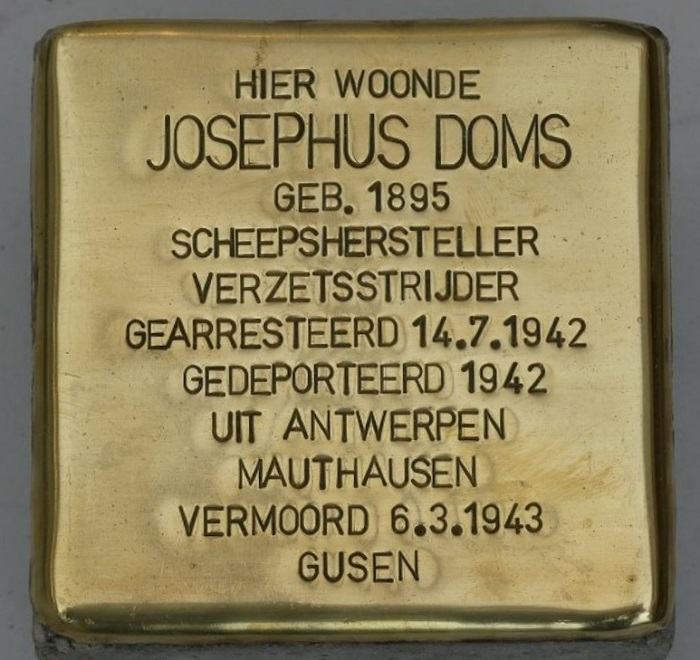 HIER WOONDE
JOSEPHUS DOMS
GEB. 1895
SCHEEPSHERSTELLER
VERZETSSTRIJDER
GEARRESTEERD 14.7.1942
GEDEPORTEERD 1942
UIT ANTWERPEN
MAUTHAUSEN
VERMOORD 6.3.1943
GUSEN